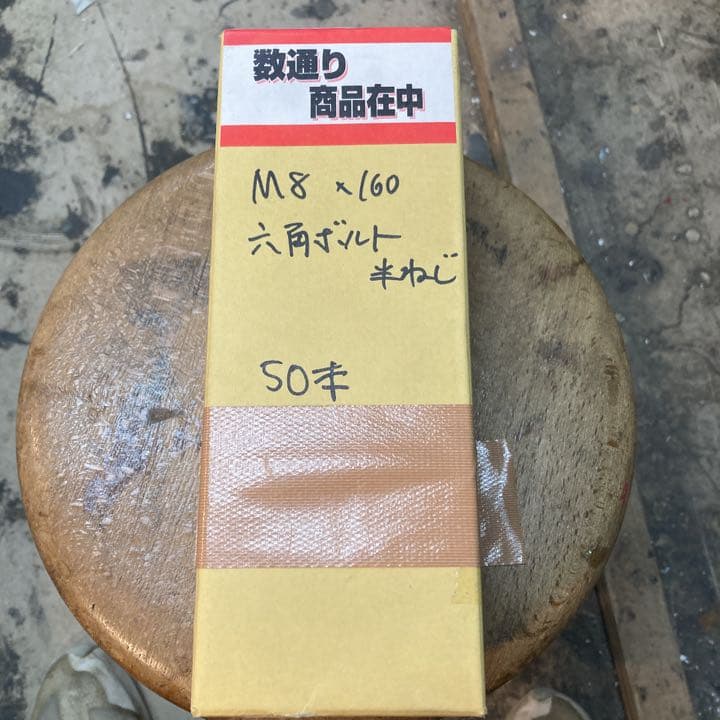 数通り
商品在中
M8 ×160
六角ボルト
半ねじ
50本